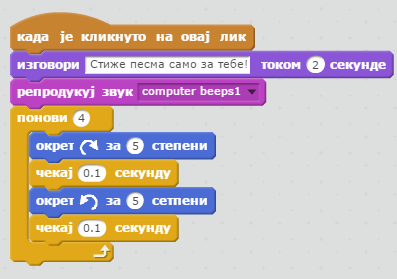 када је кликнуто на овај лик
изговори Стиже песма само за тебе! током 2 секунде
репродукуј звук computer beeps1
понови 4
окрет за 5 степени
чекај 0.1 секунду
окрет за 5 сетпени
чекај 0.1 секунду